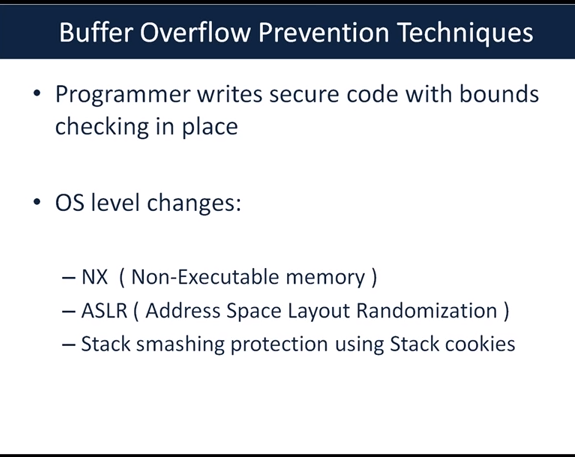 Buffer Overflow Prevention Techniques
• Programmer writes secure code with bounds
checking in place
• OS level changes:
– NX ( Non-Executable memory )
– ASLR ( Address Space Layout Randomization )
– Stack smashing protection using Stack cookies